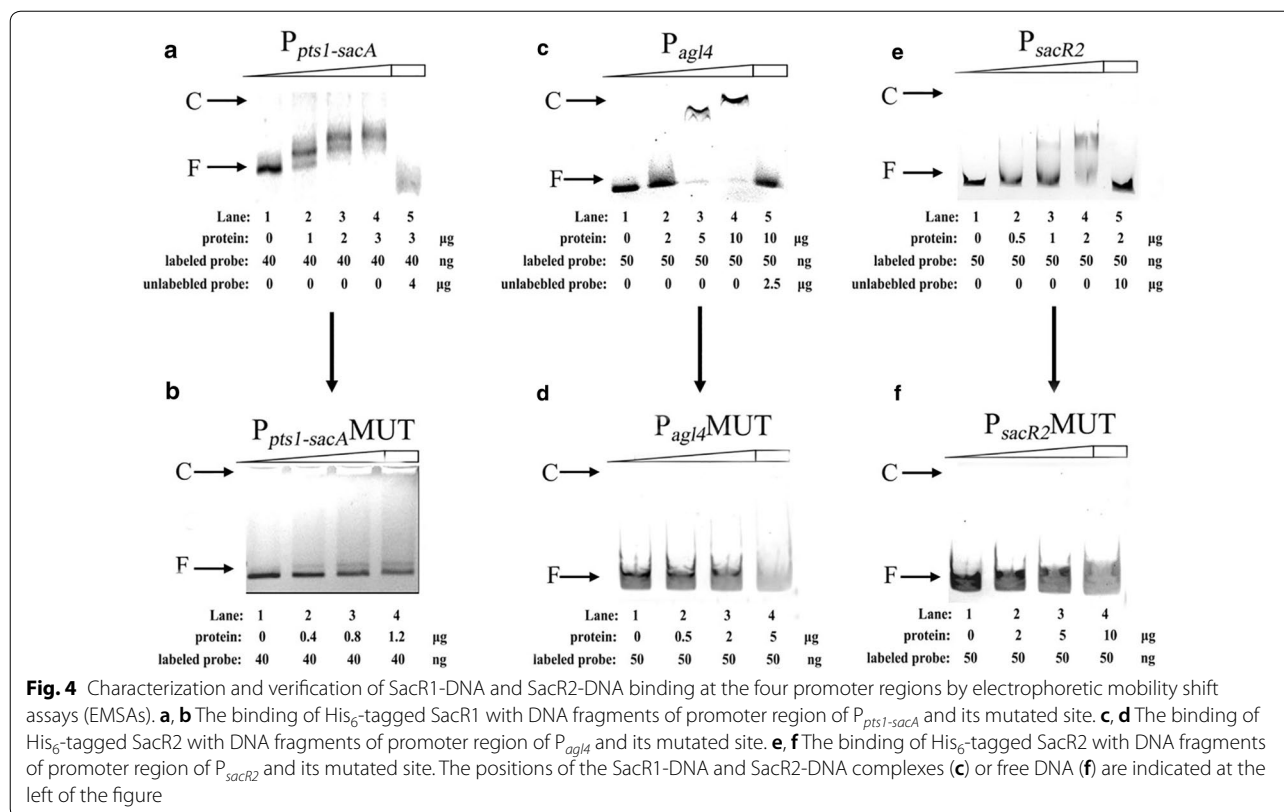 a
P_pts1-sacA
C
F
Lane: 1 2 3 4 5
protein: 0 1 2 3 3 µg
labeled probe: 40 40 40 40 40 ng
unlabebled probe: 0 0 0 0 4 µg
c
P_agl4
C
F
Lane: 1 2 3 4 5
protein: 0 2 5 10 10 µg
labeled probe: 50 50 50 50 50 ng
unlabebled probe: 0 0 0 0 2.5 µg
e
P_sacR2
C
F
Lane: 1 2 3 4 5
protein: 0 0.5 1 2 2 µg
labeled probe: 50 50 50 50 50 ng
unlabebled probe: 0 0 0 0 10 µg
b
P_pts1-sacA MUT
C
F
Lane: 1 2 3 4
protein: 0 0.4 0.8 1.2 µg
labeled probe: 40 40 40 40 ng
d
P_agl4 MUT
C
F
Lane: 1 2 3 4
protein: 0 0.5 2 5 µg
labeled probe: 50 50 50 50 ng
f
P_sacR2 MUT
C
F
Lane: 1 2 3 4
protein: 0 2 5 10 µg
labeled probe: 50 50 50 50 ng
Fig. 4 Characterization and verification of SacR1-DNA and SacR2-DNA binding at the four promoter regions by electrophoretic mobility shift
assays (EMSAs). a, b The binding of His₆-tagged SacR1 with DNA fragments of promoter region of P_pts1-sacA and its mutated site. c, d The binding of
His₆-tagged SacR2 with DNA fragments of promoter region of P_agl4 and its mutated site. e, f The binding of His₆-tagged SacR2 with DNA fragments
of promoter region of P_sacR2 and its mutated site. The positions of the SacR1-DNA and SacR2-DNA complexes (c) or free DNA (f) are indicated at the
left of the figure